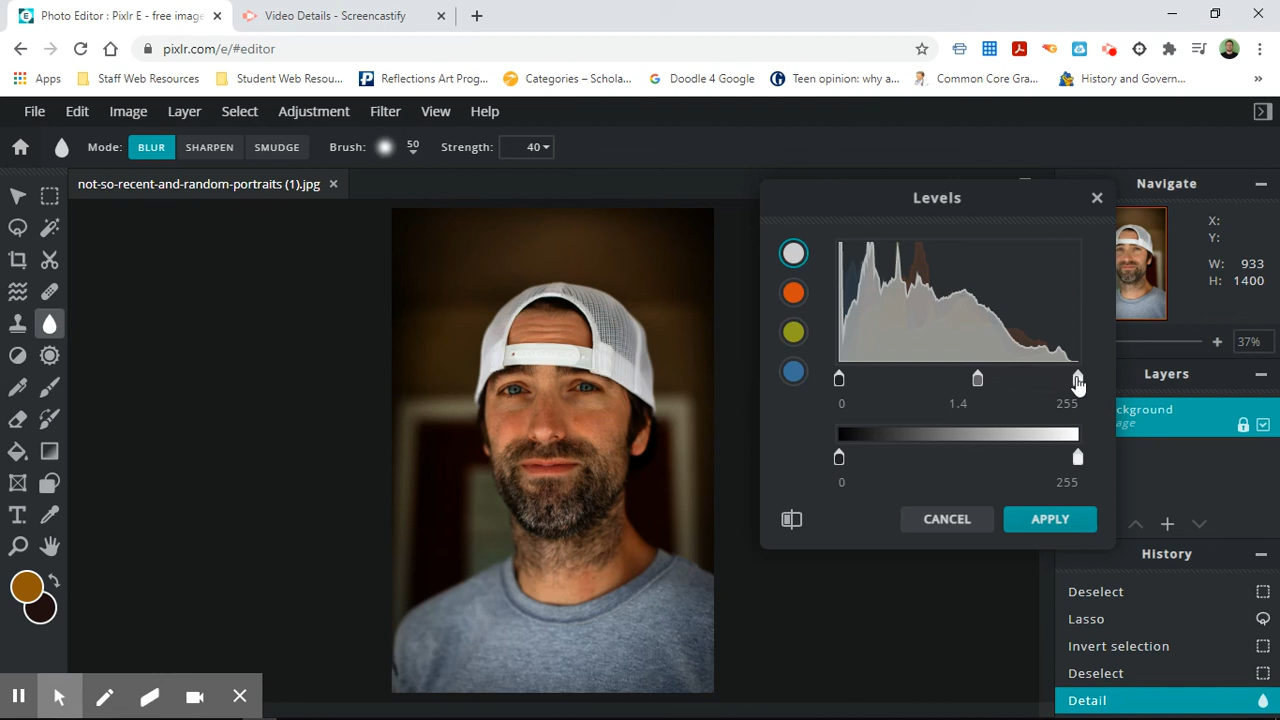 Photo Editor : Pixlr E - free image
Video Details - Screencastify
pixlr.com/e/#editor
Apps
Staff Web Resources
Student Web Resou...
Reflections Art Prog...
Categories – Schola...
Doodle 4 Google
Teen opinion: why a...
Common Core Gra...
History and Govern...
»
File Edit Image Layer Select Adjustment Filter View Help
Mode: BLUR SHARPEN SMUDGE Brush: 50 Strength: 40
not-so-recent-and-random-portraits (1).jpg
Levels
0 1.4 255
0 255
CANCEL APPLY
Navigate
X:
Y:
W: 933
H: 1400
37%
Layers
ckground
age
History
Deselect
Lasso
Invert selection
Deselect
Detail